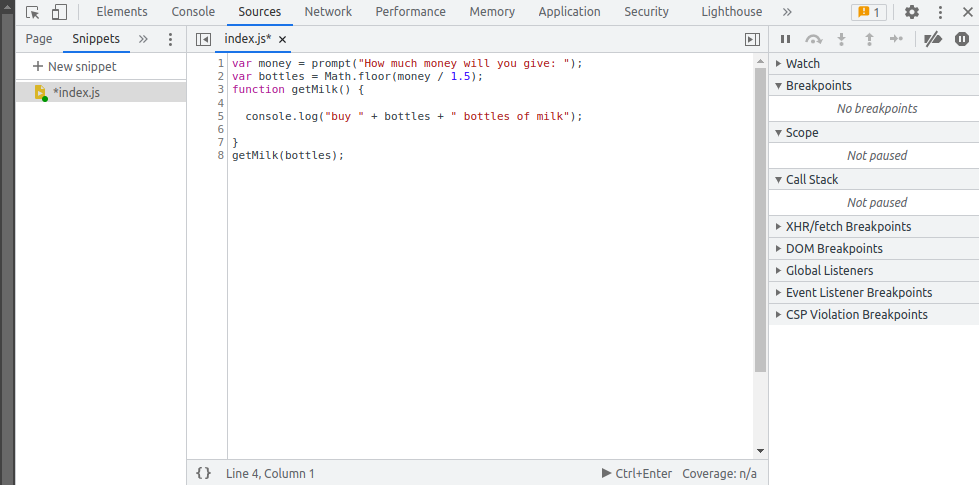 Elements Console Sources Network Performance Memory Application Security Lighthouse » 1
Page Snippets » index.js* ×
+ New snippet
*index.js
1 var money = prompt("How much money will you give: ");
2 var bottles = Math.floor(money / 1.5);
3 function getMilk() {
4
5 console.log("buy " + bottles + " bottles of milk");
6
7 }
8 getMilk(bottles);
Watch
Breakpoints
No breakpoints
Scope
Not paused
Call Stack
Not paused
XHR/fetch Breakpoints
DOM Breakpoints
Global Listeners
Event Listener Breakpoints
CSP Violation Breakpoints
{} Line 4, Column 1 Ctrl+Enter Coverage: n/a